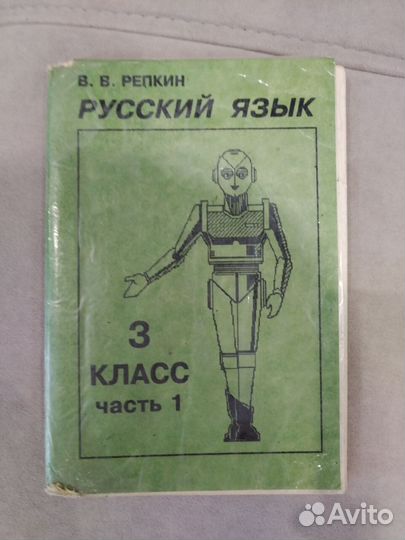 В. В. РЕПКИН
РУССКИЙ ЯЗЫК
3
КЛАСС
часть 1
Avito